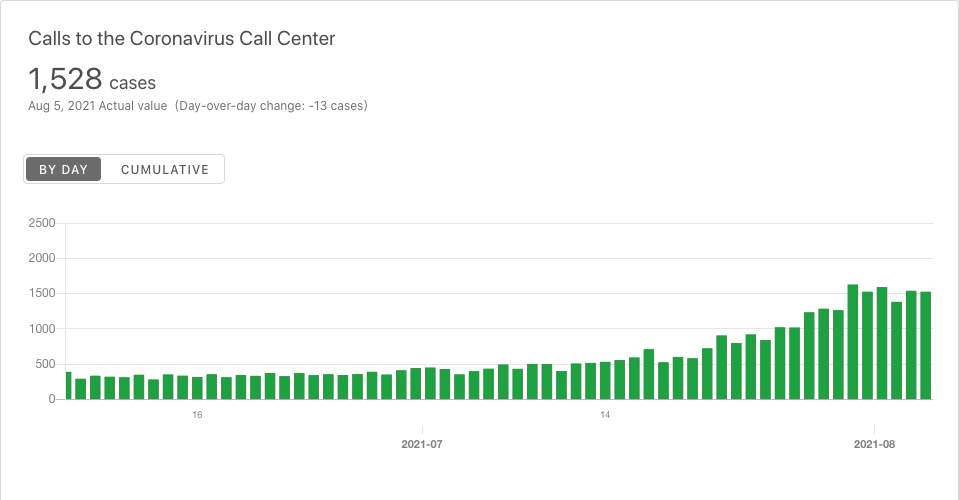 Calls to the Coronavirus Call Center
1,528 cases
Aug 5, 2021 Actual value (Day-over-day change: -13 cases)
BY DAY CUMULATIVE
2500
2000
1500
1000
500
0
16 14
2021-07 2021-08